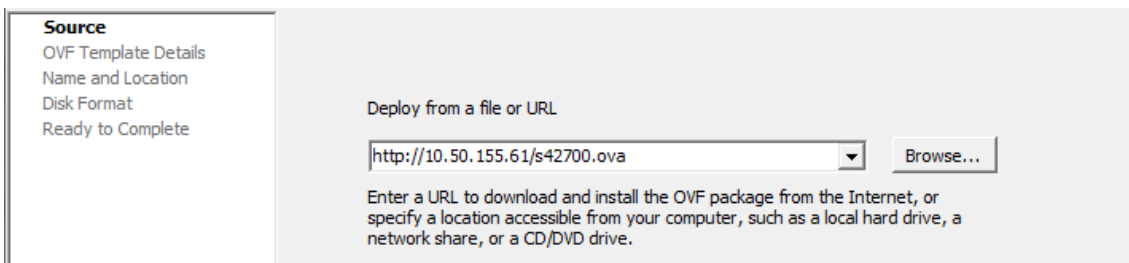 Source
OVF Template Details
Name and Location
Disk Format
Ready to Complete
Deploy from a file or URL
http://10.50.155.61/s42700.ova
Browse...
Enter a URL to download and install the OVF package from the Internet, or
specify a location accessible from your computer, such as a local hard drive, a
network share, or a CD/DVD drive.